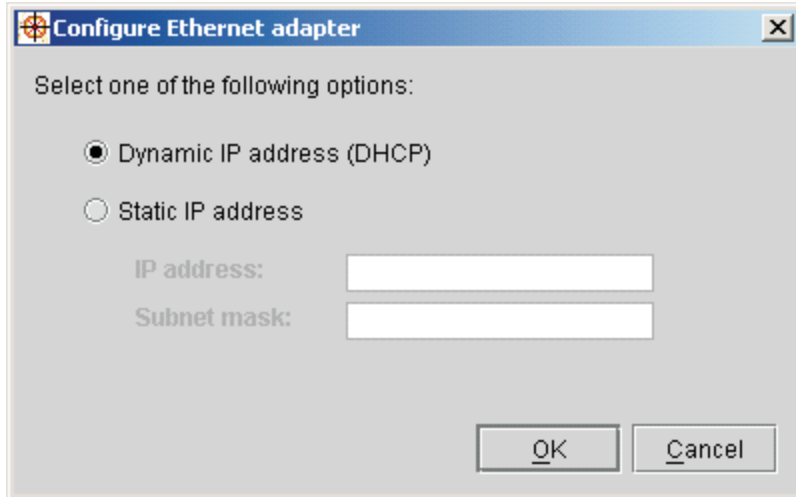 Configure Ethernet adapter
Select one of the following options:
Dynamic IP address (DHCP)
Static IP address
IP address:
Subnet mask:
OK Cancel